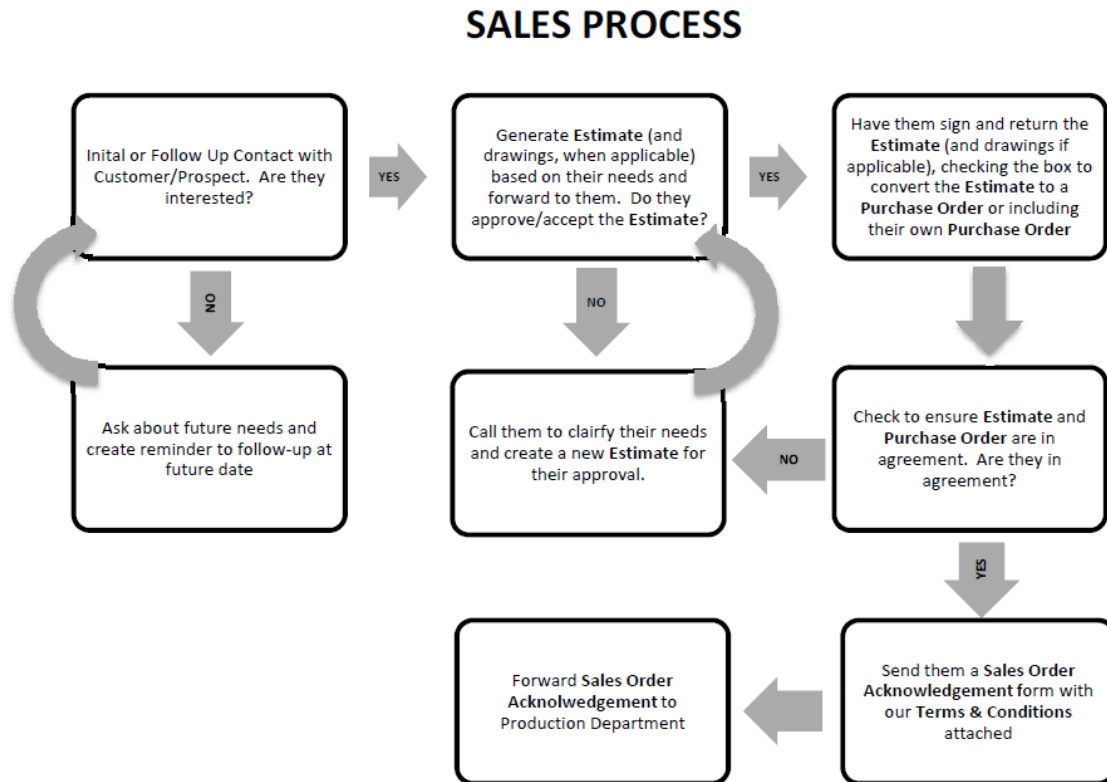 SALES PROCESS
Inital or Follow Up Contact with
Customer/Prospect. Are they
interested?
YES
Generate Estimate (and
drawings, when applicable)
based on their needs and
forward to them. Do they
approve/accept the Estimate?
YES
Have them sign and return the
Estimate (and drawings if
applicable), checking the box to
convert the Estimate to a
Purchase Order or including
their own Purchase Order
NO
NO
Ask about future needs and
create reminder to follow-up at
future date
Call them to clairfy their needs
and create a new Estimate for
their approval.
NO
Check to ensure Estimate and
Purchase Order are in
agreement. Are they in
agreement?
YES
Forward Sales Order
Acknolwedgement to
Production Department
Send them a Sales Order
Acknowledgement form with
our Terms & Conditions
attached